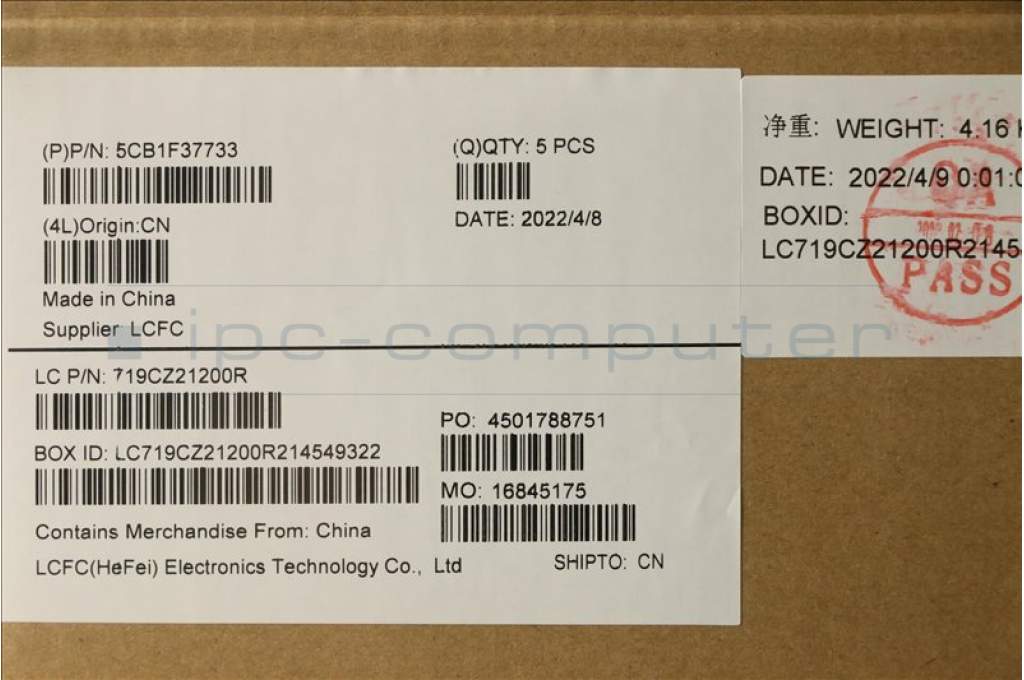 (P)P/N: 5CB1F37733
(Q)QTY: 5 PCS
DATE: 2022/4/8
(4L)Origin:CN
Made in China
Supplier LCFC
LC P/N: 719CZ21200R
BOX ID: LC719CZ21200R214549322
PO: 4501788751
MO: 16845175
Contains Merchandise From: China
LCFC(HeFei) Electronics Technology Co., Ltd
SHIPTO: CN
净重: WEIGHT: 4.16
DATE: 2022/4/9 0:01:0
BOXID:
LC719CZ21200R2145
QA
PASS
ipc-computer